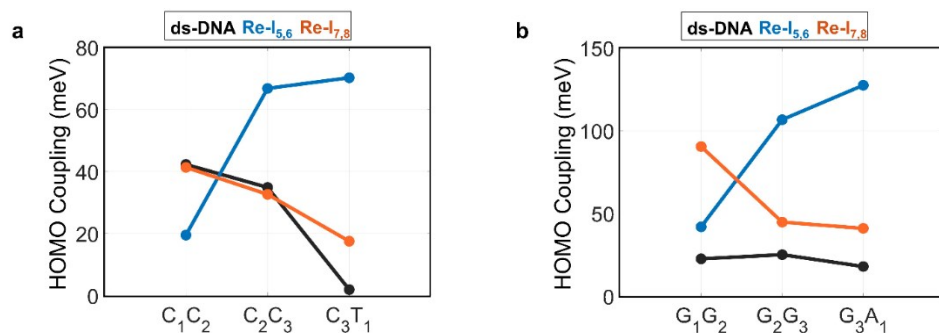 a
ds-DNA Re-I5,6 Re-I7,8
HOMO Coupling (meV)
80
60
40
20
0
C1C2 C2C3 C3T1
b
ds-DNA Re-I5,6 Re-I7,8
HOMO Coupling (meV)
150
100
50
0
G1G2 G2G3 G3A1